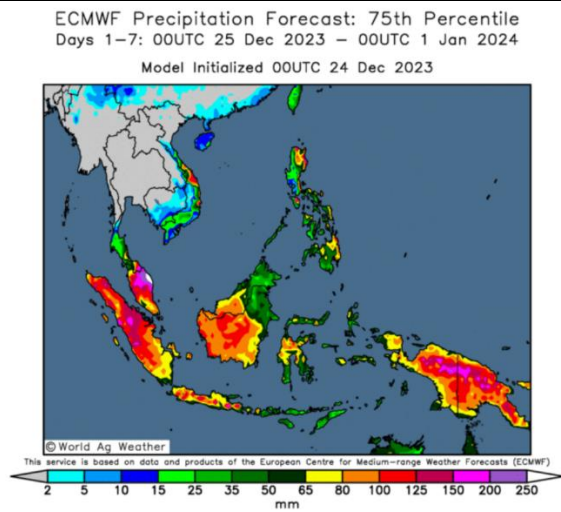 ECMWF Precipitation Forecast: 75th Percentile
Days 1-7: 00UTC 25 Dec 2023 - 00UTC 1 Jan 2024
Model Initialized 00UTC 24 Dec 2023
© World Ag Weather
This service is based on data and products of the European Centre for Medium-range Weather Forecasts (ECMWF)
2 5 10 15 25 35 50 65 80 100 125 150 200 250
mm